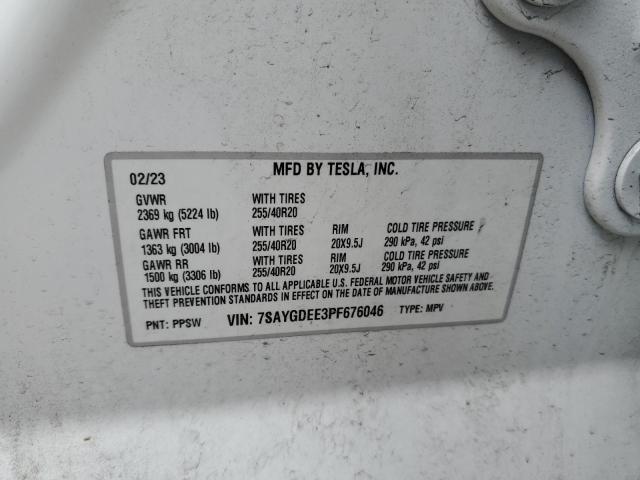 MFD BY TESLA, INC.
02/23
GVWR WITH TIRES
2369 kg (5224 lb) 255/40R20
GAWR FRT WITH TIRES RIM COLD TIRE PRESSURE
1363 kg (3004 lb) 255/40R20 20X9.5J 290 kPa, 42 psi
GAWR RR WITH TIRES RIM COLD TIRE PRESSURE
1500 kg (3306 lb) 255/40R20 20X9.5J 290 kPa, 42 psi
THIS VEHICLE CONFORMS TO ALL APPLICABLE U.S. FEDERAL MOTOR VEHICLE SAFETY AND
THEFT PREVENTION STANDARDS IN EFFECT ON THE DATE OF MANUFACTURE SHOWN ABOVE.
PNT: PPSW VIN: 7SAYGDEE3PF676046 TYPE: MPV